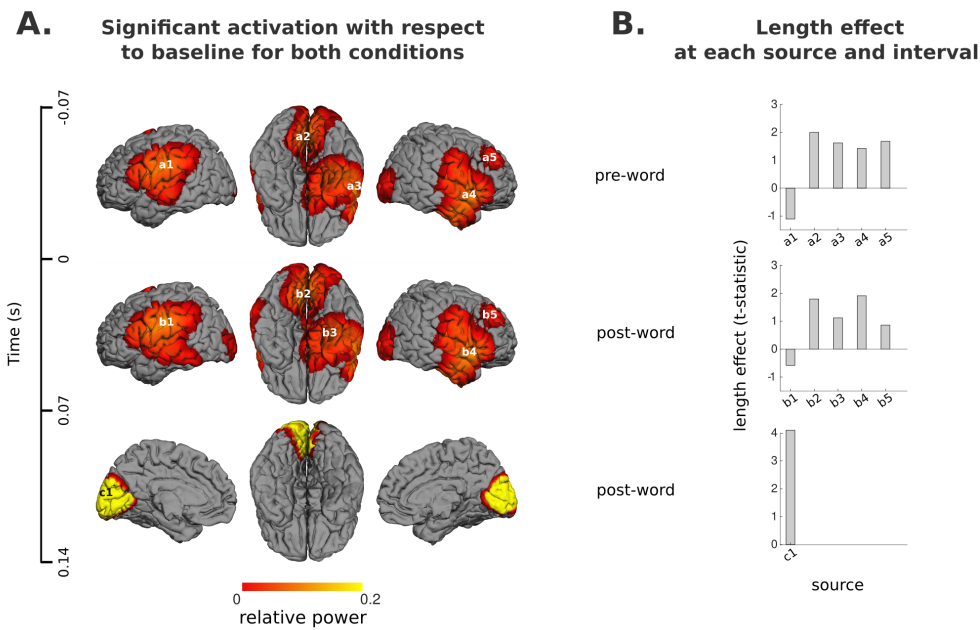 A.
Significant activation with respect
to baseline for both conditions
B.
Length effect
at each source and interval
Time (s)
-0.07
0
0.07
0.14
a1
a2
a3
a4
a5
b1
b2
b3
b4
b5
c1
0
0.2
relative power
pre-word
post-word
post-word
length effect (t-statistic)
3
2
1
0
-1
a1
a2
a3
a4
a5
3
2
1
0
-1
b1
b2
b3
b4
b5
4
3
2
1
0
c1
source